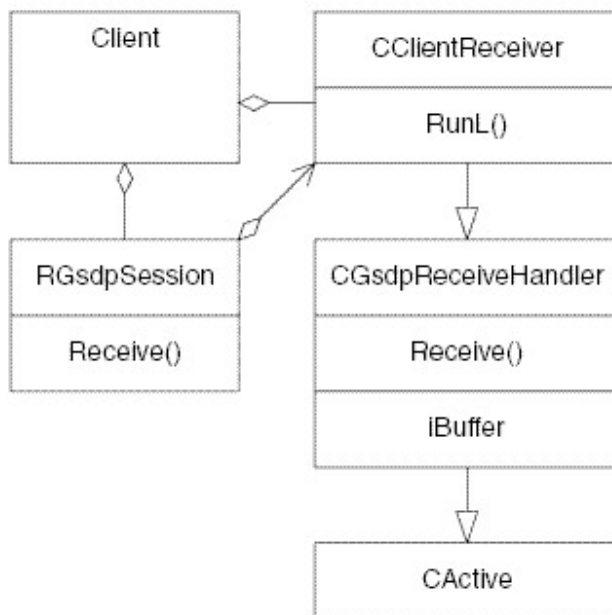 Client
CClientReceiver
RunL()
RGsdpSession
Receive()
CGsdpReceiveHandler
Receive()
iBuffer
CActive